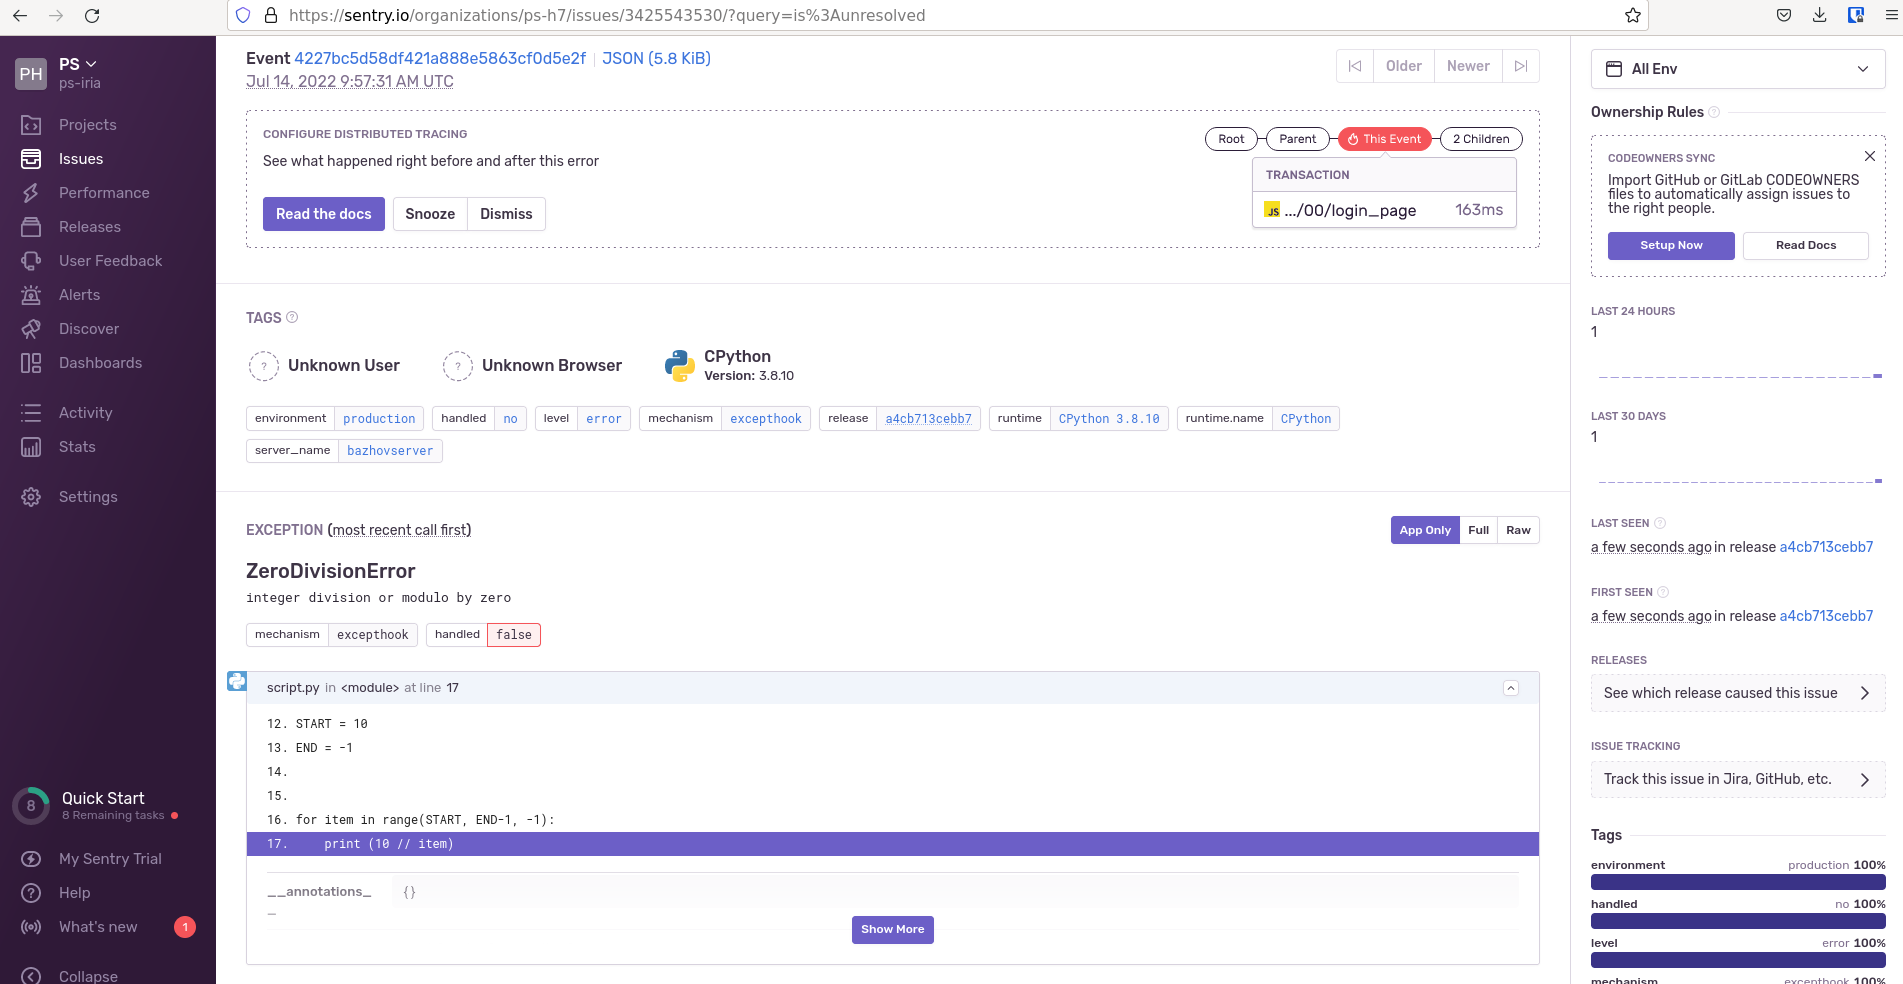 https://sentry.io/organizations/ps-h7/issues/3425543530/?query=is%3Aunresolved
PH
PS
ps-iria
Projects
Issues
Performance
Releases
User Feedback
Alerts
Discover
Dashboards
Activity
Stats
Settings
8
Quick Start
8 Remaining tasks
My Sentry Trial
Help
What's new
1
Collapse
Event 4227bc5d58df421a888e5863cf0d5e2f | JSON (5.8 KiB)
Jul 14, 2022 9:57:31 AM UTC
Older
Newer
CONFIGURE DISTRIBUTED TRACING
See what happened right before and after this error
Read the docs
Snooze
Dismiss
Root
Parent
This Event
2 Children
TRANSACTION
JS .../00/login_page 163ms
TAGS ?
? Unknown User
? Unknown Browser
CPython
Version: 3.8.10
environment production
handled no
level error
mechanism excepthook
release a4cb713cebb7
runtime CPython 3.8.10
runtime.name CPython
server_name bazhovserver
EXCEPTION (most recent call first)
App Only Full Raw
ZeroDivisionError
integer division or modulo by zero
mechanism excepthook
handled false
script.py in <module> at line 17
12. START = 10
13. END = -1
14.
15.
16. for item in range(START, END-1, -1):
17. print (10 // item)
__annotations_
_
{}
Show More
All Env
Ownership Rules ?
CODEOWNERS SYNC
Import GitHub or GitLab CODEOWNERS
files to automatically assign issues to
the right people.
Setup Now
Read Docs
LAST 24 HOURS
1
LAST 30 DAYS
1
LAST SEEN ?
a few seconds ago in release a4cb713cebb7
FIRST SEEN ?
a few seconds ago in release a4cb713cebb7
RELEASES
See which release caused this issue
ISSUE TRACKING
Track this issue in Jira, GitHub, etc.
Tags
environment production 100%
handled no 100%
level error 100%
mechanism excepthook 100%